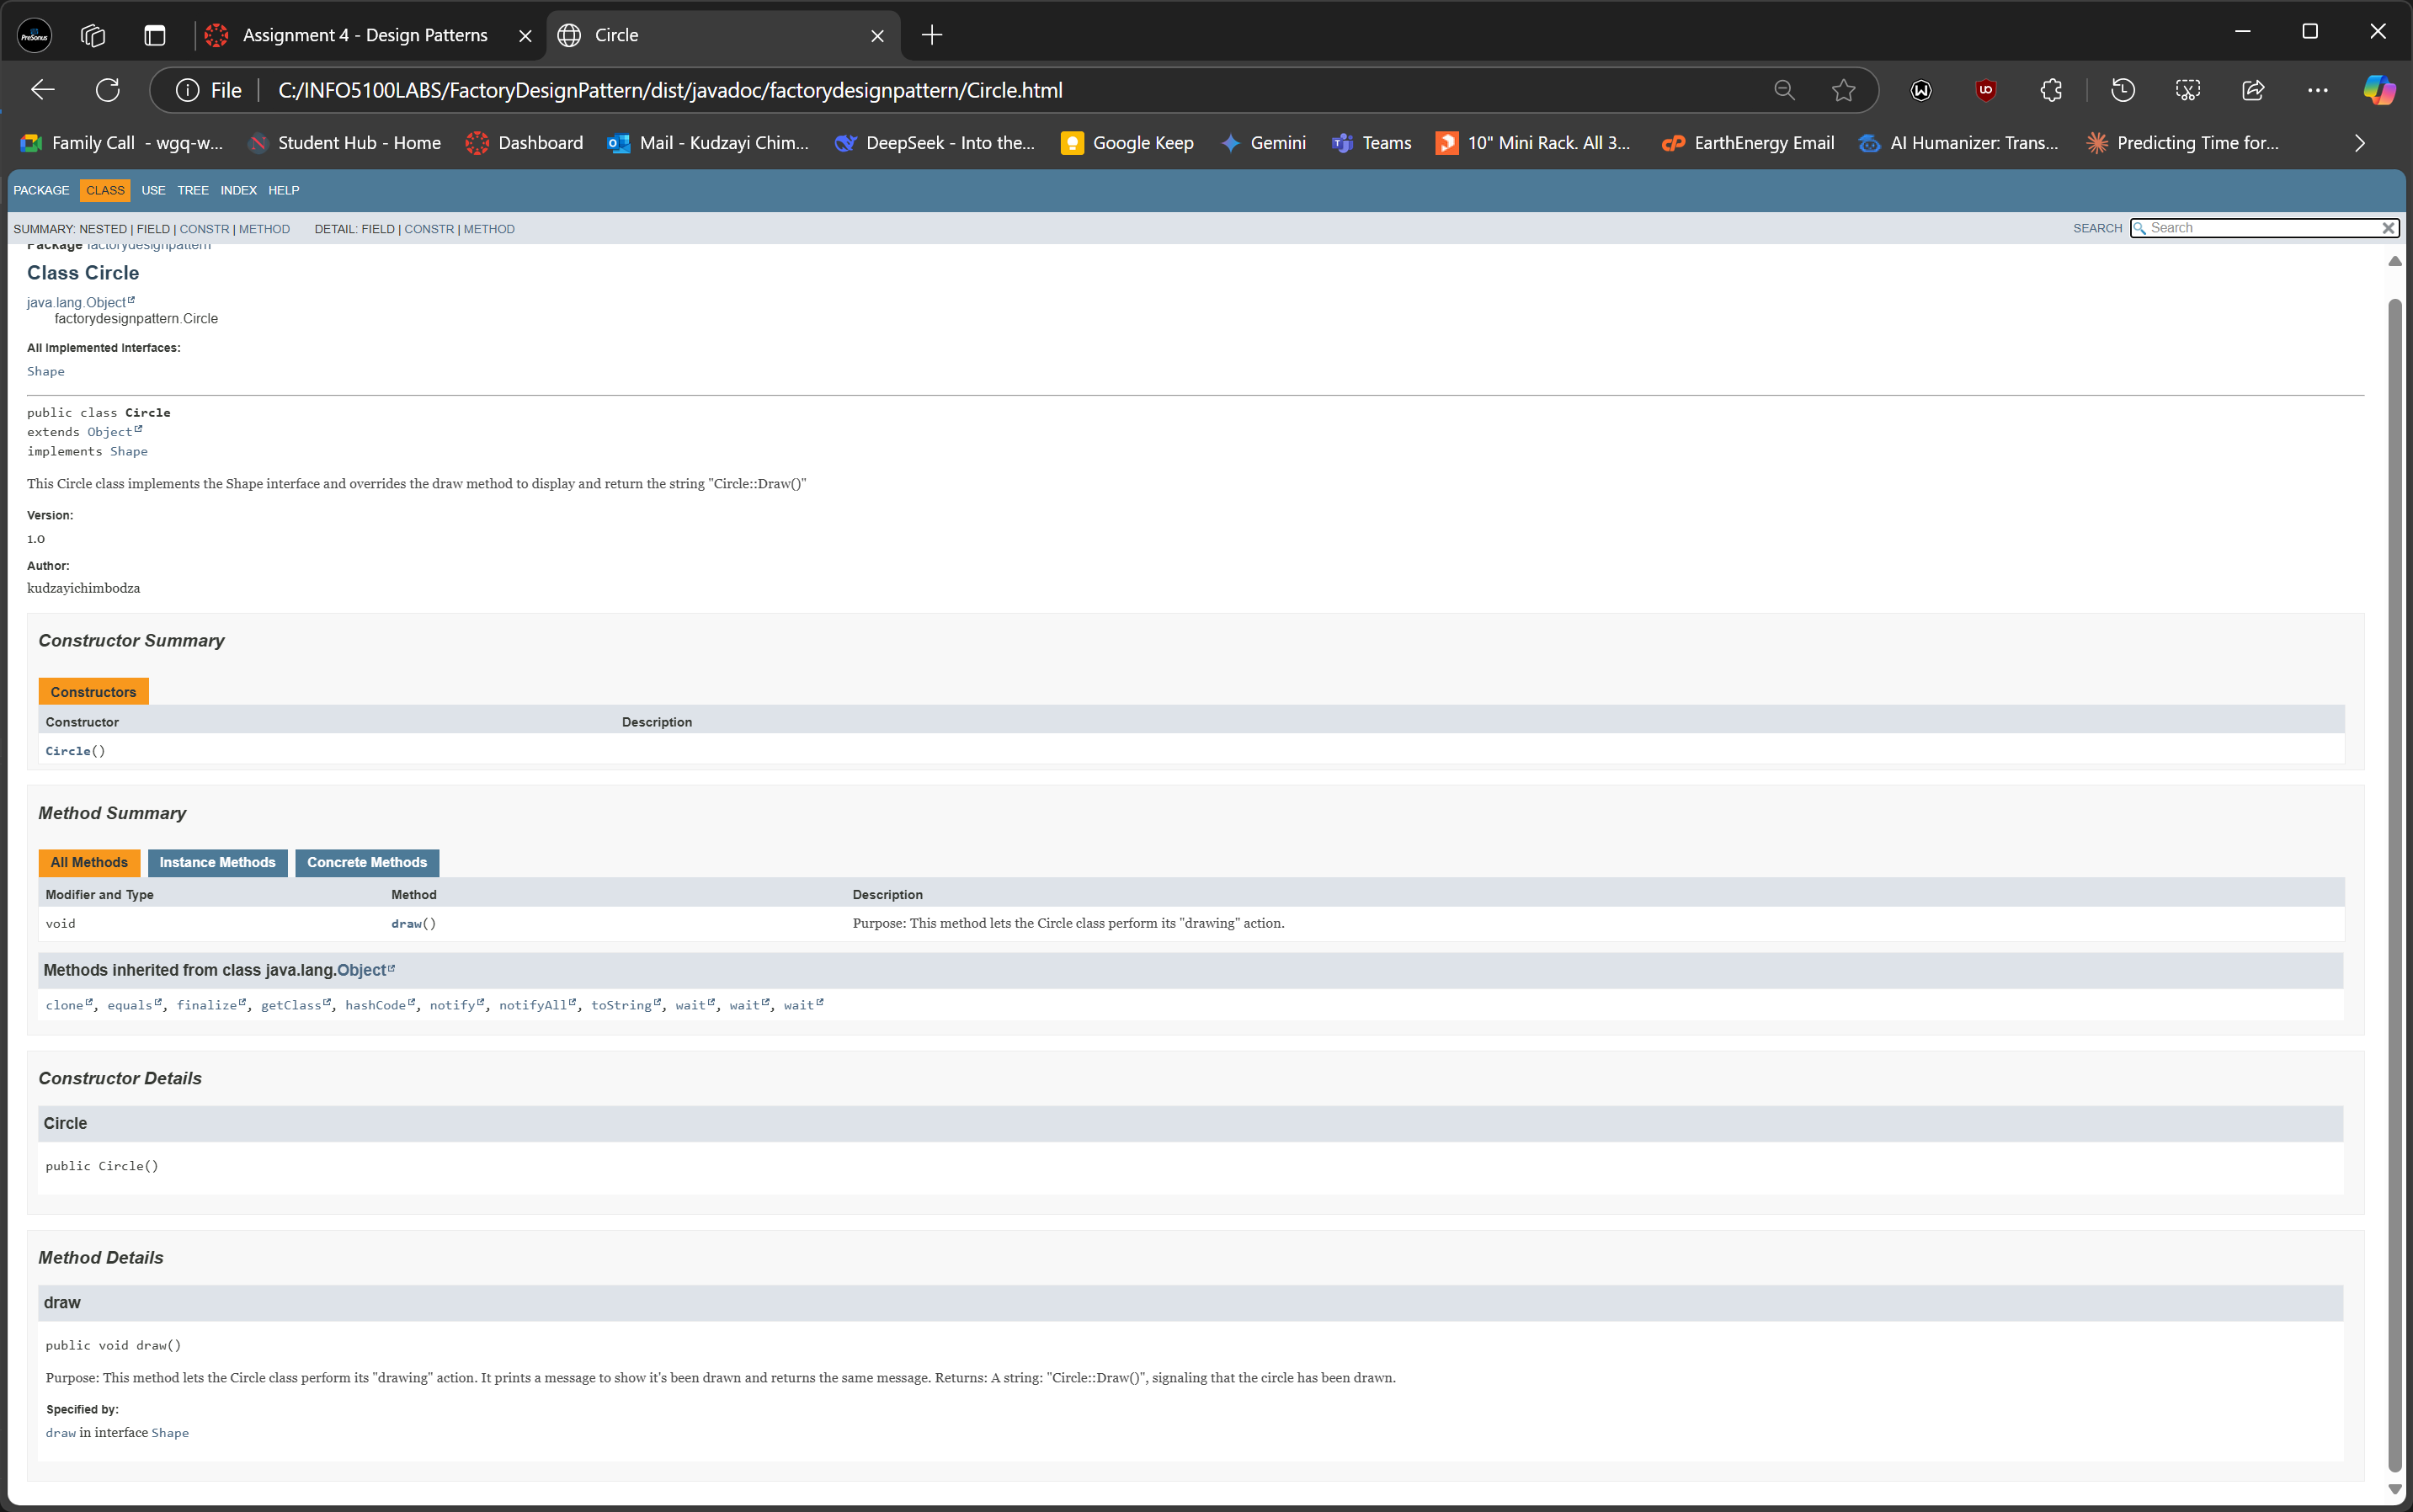 PreSonus
Assignment 4 - Design Patterns
Circle
File
C:/INFO5100LABS/FactoryDesignPattern/dist/javadoc/factorydesignpattern/Circle.html
Family Call - wgq-w...
Student Hub - Home
Dashboard
Mail - Kudzayi Chim...
DeepSeek - Into the...
Google Keep
Gemini
Teams
10" Mini Rack. All 3...
EarthEnergy Email
AI Humanizer: Trans...
Predicting Time for...
PACKAGE CLASS USE TREE INDEX HELP
SUMMARY: NESTED | FIELD | CONSTR | METHOD DETAIL: FIELD | CONSTR | METHOD
SEARCH Search
Package factorydesignpattern
Class Circle
java.lang.Object
factorydesignpattern.Circle
All Implemented Interfaces:
Shape
public class Circle
extends Object
implements Shape
This Circle class implements the Shape interface and overrides the draw method to display and return the string "Circle::Draw()"
Version:
1.0
Author:
kudzayichimbodza
Constructor Summary
Constructors
Constructor Description
Circle()
Method Summary
All Methods Instance Methods Concrete Methods
Modifier and Type Method Description
void draw() Purpose: This method lets the Circle class perform its "drawing" action.
Methods inherited from class java.lang.Object
clone, equals, finalize, getClass, hashCode, notify, notifyAll, toString, wait, wait, wait
Constructor Details
Circle
public Circle()
Method Details
draw
public void draw()
Purpose: This method lets the Circle class perform its "drawing" action. It prints a message to show it's been drawn and returns the same message. Returns: A string: "Circle::Draw()", signaling that the circle has been drawn.
Specified by:
draw in interface Shape